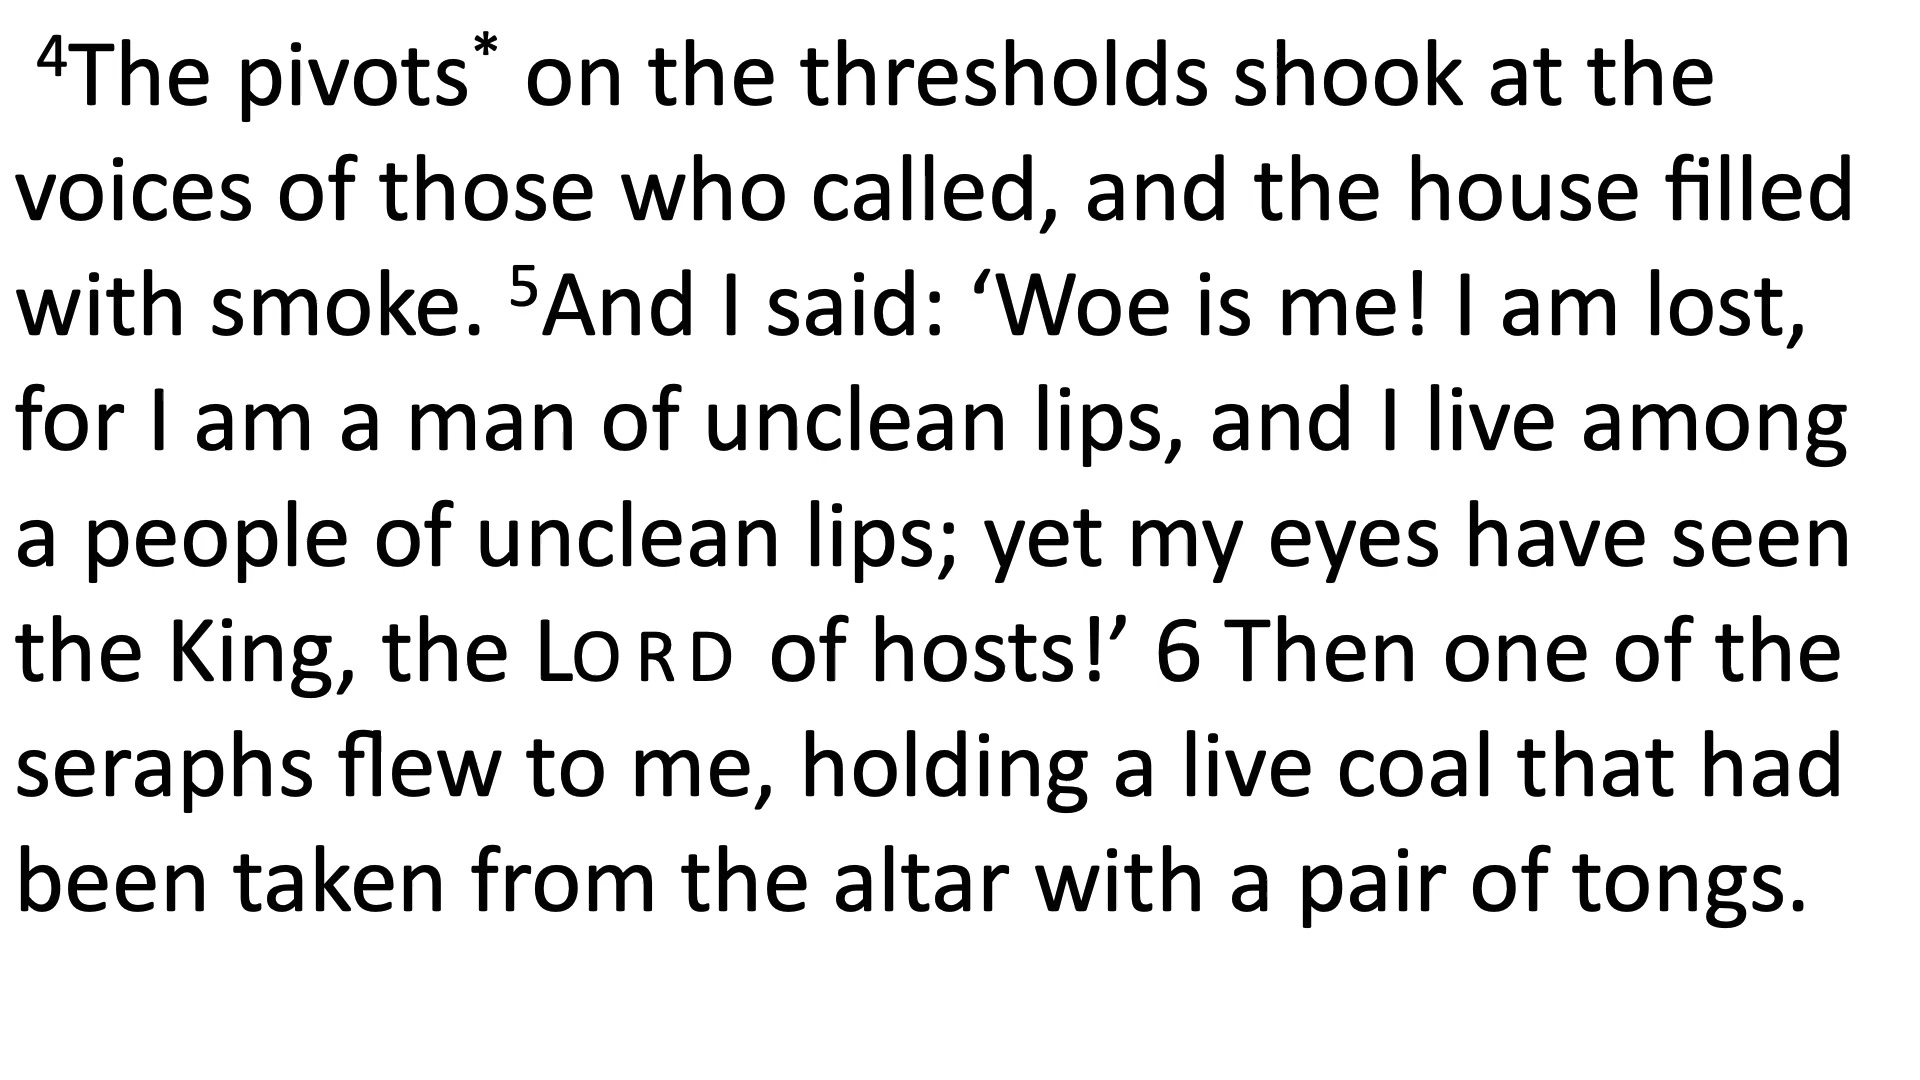 ⁴The pivots* on the thresholds shook at the
voices of those who called, and the house filled
with smoke. ⁵And I said: ‘Woe is me! I am lost,
for I am a man of unclean lips, and I live among
a people of unclean lips; yet my eyes have seen
the King, the LORD of hosts!’ 6 Then one of the
seraphs flew to me, holding a live coal that had
been taken from the altar with a pair of tongs.